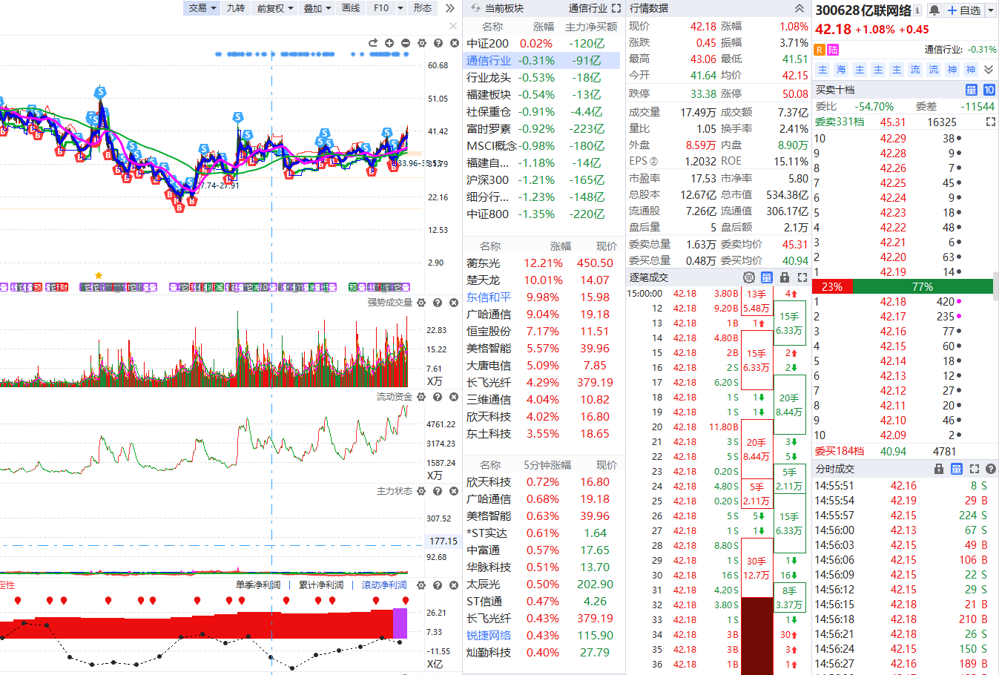 交易 九转 前复权 叠加 画线 F10 形态
60.68
51.05
41.42
31.79
22.16
12.53
2.90
27.74-27.91
强势成交量
22.83
15.22
7.61
X万
流动资金
4761.22
3174.23
1587.24
X万
主力状态
307.52
177.15
92.68
定性 单季净利润 | 累计净利润 | 滚动净利润
26.21
7.33
-11.55
X亿
当前板块 通信行业
名称 涨幅 主力净买额
中证200 0.02% -120亿
通信行业 -0.31% -91亿
行业龙头 -0.53% -18亿
福建板块 -0.54% -13亿
社保重仓 -0.91% -4.4亿
富时罗素 -0.92% -223亿
MSCI概念 -0.98% -180亿
福建自... -1.18% -14亿
沪深300 -1.21% -165亿
细分行... -1.23% -148亿
中证800 -1.35% -220亿
名称 涨幅 现价
蘅东光 12.21% 450.50
楚天龙 10.01% 14.07
东信和平 9.98% 15.98
广哈通信 9.04% 19.18
恒宝股份 7.17% 11.51
美格智能 5.57% 39.96
大唐电信 5.09% 7.85
长飞光纤 4.29% 379.19
三维通信 4.04% 10.82
欣天科技 4.02% 16.80
东土科技 3.55% 18.65
名称 5分钟涨幅 现价
欣天科技 0.72% 16.80
广哈通信 0.68% 19.18
美格智能 0.63% 39.96
*ST实达 0.61% 1.64
中富通 0.57% 17.65
华脉科技 0.51% 13.70
太辰光 0.50% 202.90
ST信通 0.47% 4.26
长飞光纤 0.43% 379.19
锐捷网络 0.43% 115.90
灿勤科技 0.40% 27.79
行情数据
现价 42.18 涨幅 1.08%
涨跌 0.45 振幅 3.71%
最高 43.06 最低 41.51
今开 41.64 均价 42.15
跌停 33.38 涨停 50.08
成交量 17.49万 成交额 7.37亿
量比 1.05 换手率 2.41%
外盘 8.59万 内盘 8.90万
EPS② 1.2032 ROE 15.11%
市盈率 17.53 市净率 5.80
总股本 12.67亿 总市值 534.38亿
流通股 7.26亿 流通值 306.17亿
盘后量 5 盘后额 2.1万
委卖总量 1.63万 委卖均价 45.31
委买总量 0.48万 委买均价 40.94
逐笔成交 量
15:00:00 42.18 3.80 B
12 42.18 9.20 B
13 42.18 1 B
14 42.18 4.80 B
15 42.18 2 B
16 42.18 2 S
17 42.18 6.20 S
18 42.18 1 S
19 42.18 1 S
20 42.18 11.80 B
21 42.18 3 S
22 42.18 5 S
23 42.18 0.20 S
24 42.18 4.80 S
25 42.18 0.20 S
26 42.18 5 S
27 42.18 1 S
28 42.18 8.80 S
29 42.18 1 S
30 42.18 16 S
31 42.18 4.20 S
32 42.18 3.80 S
33 42.18 1 S
34 42.18 3 B
35 42.18 3 B
36 42.18 1 B
13手
5.48万
1⬆
15手
6.33万
1⬇
1⬇
20手
8.44万
5手
2.11万
5⬇
1⬇
30手
12.7万
4⬆
15手
6.33万
2⬆
2⬇
20手
8.44万
3⬇
5⬇
5手
2.11万
15手
6.33万
1⬇
16⬇
8手
3.37万
1⬇
30⬆
3⬆
1⬆
300628 亿联网络 自选
42.18 +1.08% +0.45
R 陆 通信行业: -0.31%
主 海 主 主 主 流 流 神 神
买卖十档 量 10
委比 -54.70% 委差 -11544
委卖331档 45.31 16325
10 42.29 38
9 42.28 9
8 42.26 7
7 42.25 45
6 42.24 9
5 42.23 18
4 42.22 48
3 42.21 6
2 42.20 63
1 42.19 14
23% 77%
1 42.18 420
2 42.17 235
3 42.16 77
4 42.15 60
5 42.14 18
6 42.13 12
7 42.12 27
8 42.11 20
9 42.10 46
10 42.09 2
委买184档 40.94 4781
分时成交 量
14:55:51 42.16 8 S
14:55:54 42.19 29 B
14:55:57 42.15 224 S
14:56:00 42.13 67 S
14:56:03 42.15 49 B
14:56:06 42.15 106 B
14:56:09 42.15 22 S
14:56:12 42.15 29 S
14:56:15 42.18 21 B
14:56:18 42.18 210 B
14:56:21 42.18 26 S
14:56:24 42.15 150 S
14:56:27 42.16 189 B